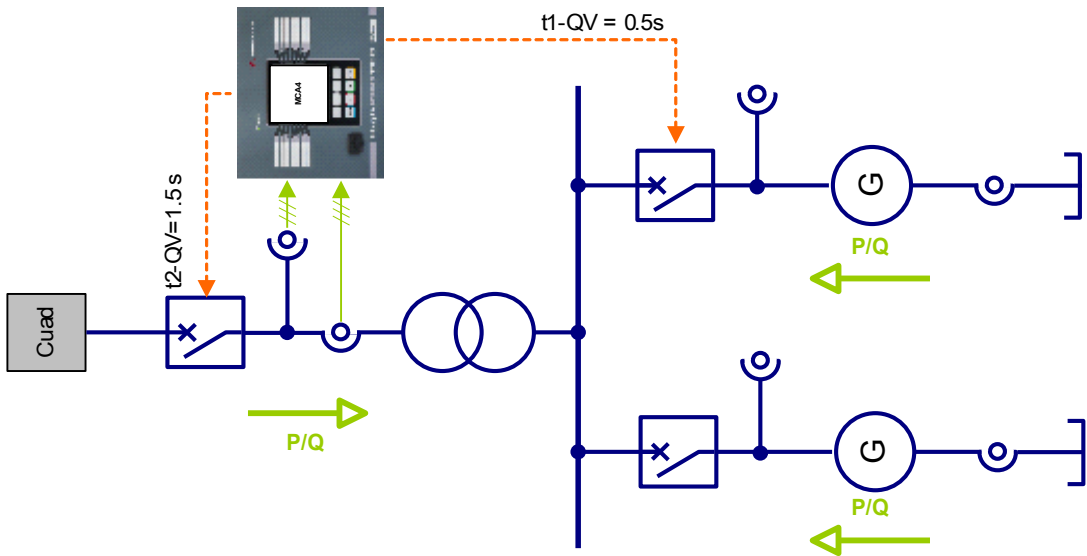 t1-QV = 0.5s
MCA4
t2-QV=1.5 s
Cuad
P/Q
G
P/Q
G
P/Q